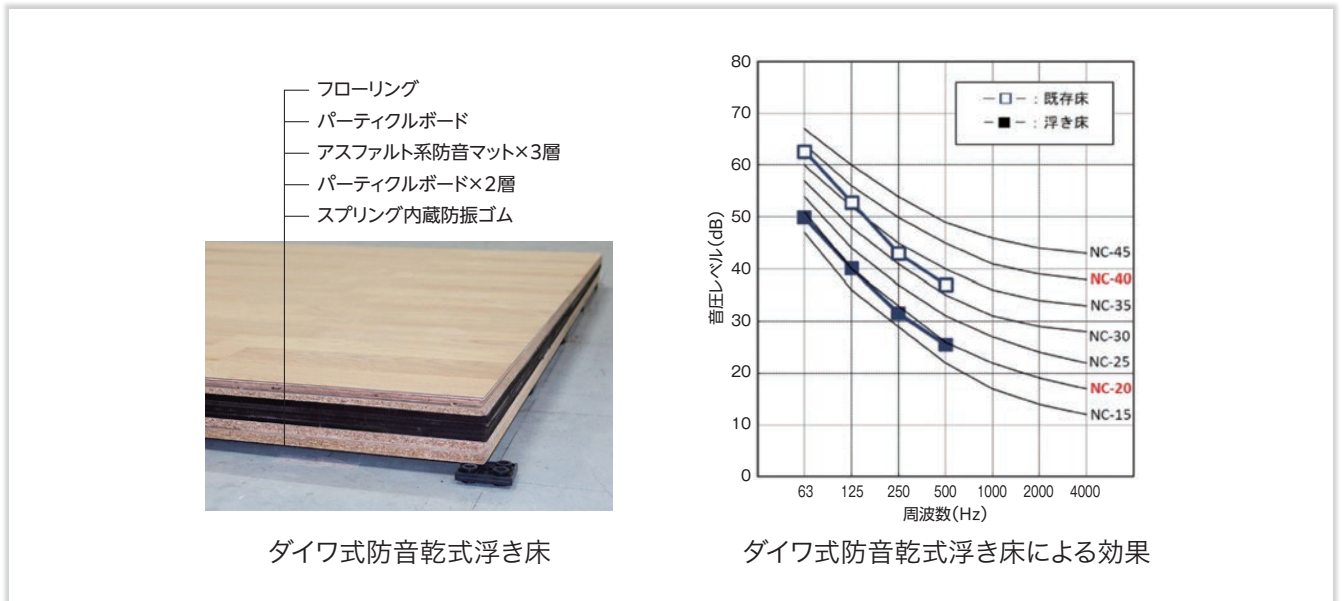 フローリング
パーティクルボード
アスファルト系防音マット×3層
パーティクルボード×2層
スプリング内蔵防振ゴム
ダイワ式防音乾式浮き床
80
70
60
50
40
30
20
10
0
音圧レベル(dB)
-□-：既存床
-■-：浮き床
NC-45
NC-40
NC-35
NC-30
NC-25
NC-20
NC-15
63 125 250 500 1000 2000 4000
周波数(Hz)
ダイワ式防音乾式浮き床による効果